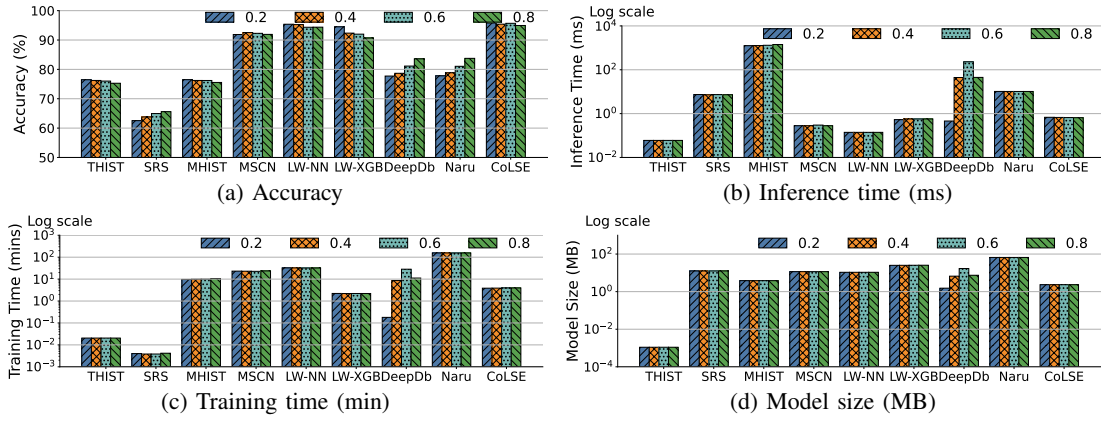 0.2 0.4 0.6 0.8
Accuracy (%)
100
90
80
70
60
50
THIST SRS MHIST MSCN LW-NN LW-XGB DeepDb Naru CoLSE
(a) Accuracy
Log scale
0.2 0.4 0.6 0.8
Inference Time (ms)
10^4
10^2
10^0
10^−2
THIST SRS MHIST MSCN LW-NN LW-XGB DeepDb Naru CoLSE
(b) Inference time (ms)
Log scale
0.2 0.4 0.6 0.8
Training Time (mins)
10^3
10^2
10^1
10^0
10^−1
10^−2
10^−3
THIST SRS MHIST MSCN LW-NN LW-XGB DeepDb Naru CoLSE
(c) Training time (min)
Log scale
0.2 0.4 0.6 0.8
Model Size (MB)
10^2
10^0
10^−2
10^−4
THIST SRS MHIST MSCN LW-NN LW-XGB DeepDb Naru CoLSE
(d) Model size (MB)